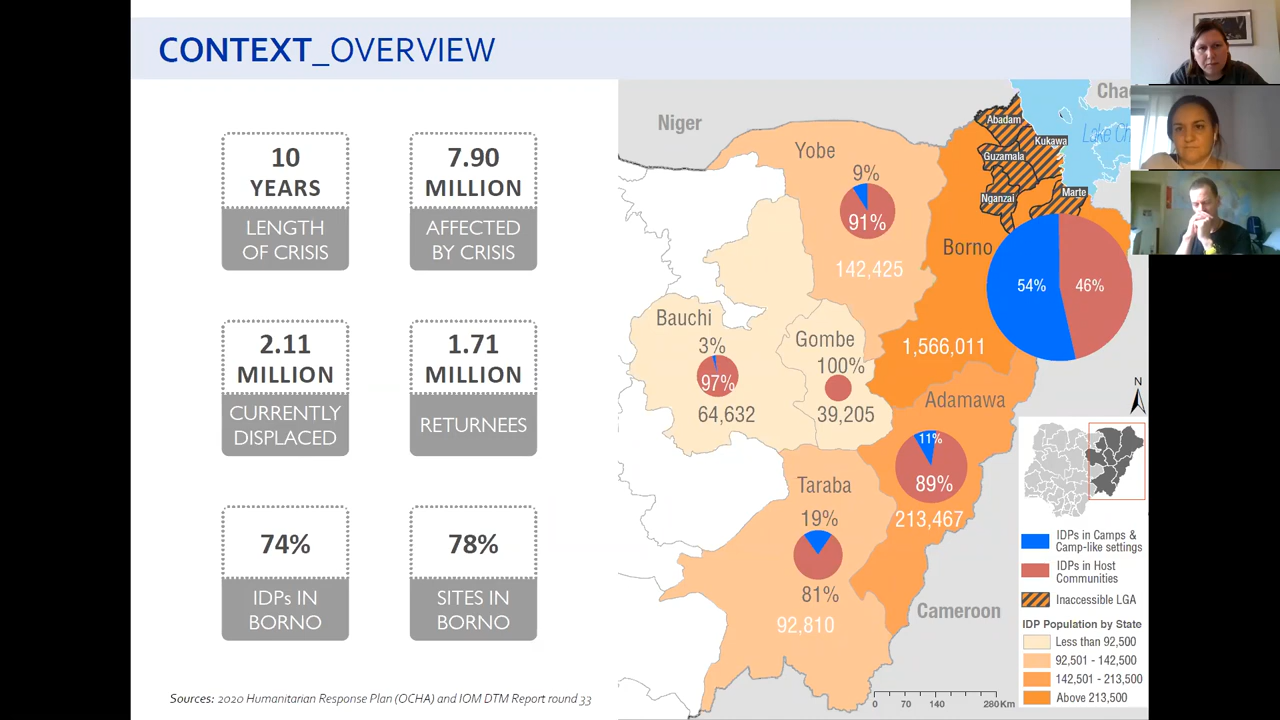 CONTEXT_OVERVIEW
10
YEARS
LENGTH
OF CRISIS
7.90
MILLION
AFFECTED
BY CRISIS
2.11
MILLION
CURRENTLY
DISPLACED
1.71
MILLION
RETURNEES
74%
IDPs IN
BORNO
78%
SITES IN
BORNO
Sources: 2020 Humanitarian Response Plan (OCHA) and IOM DTM Report round 33
Niger
Yobe
9%
91%
142,425
Abadam
Kukawa
Guzamala
Nganzai
Marte
Lake Ch
Cha
Borno
54%
46%
1,566,011
Bauchi
3%
97%
64,632
Gombe
100%
39,205
Adamawa
11%
89%
213,467
Taraba
19%
81%
92,810
Cameroon
N
IDPs in Camps &
Camp-like settings
IDPs in Host
Communities
Inaccessible LGA
IDP Population by State
Less than 92,500
92,501 - 142,500
142,501 - 213,500
Above 213,500
0 70 140 280 Km